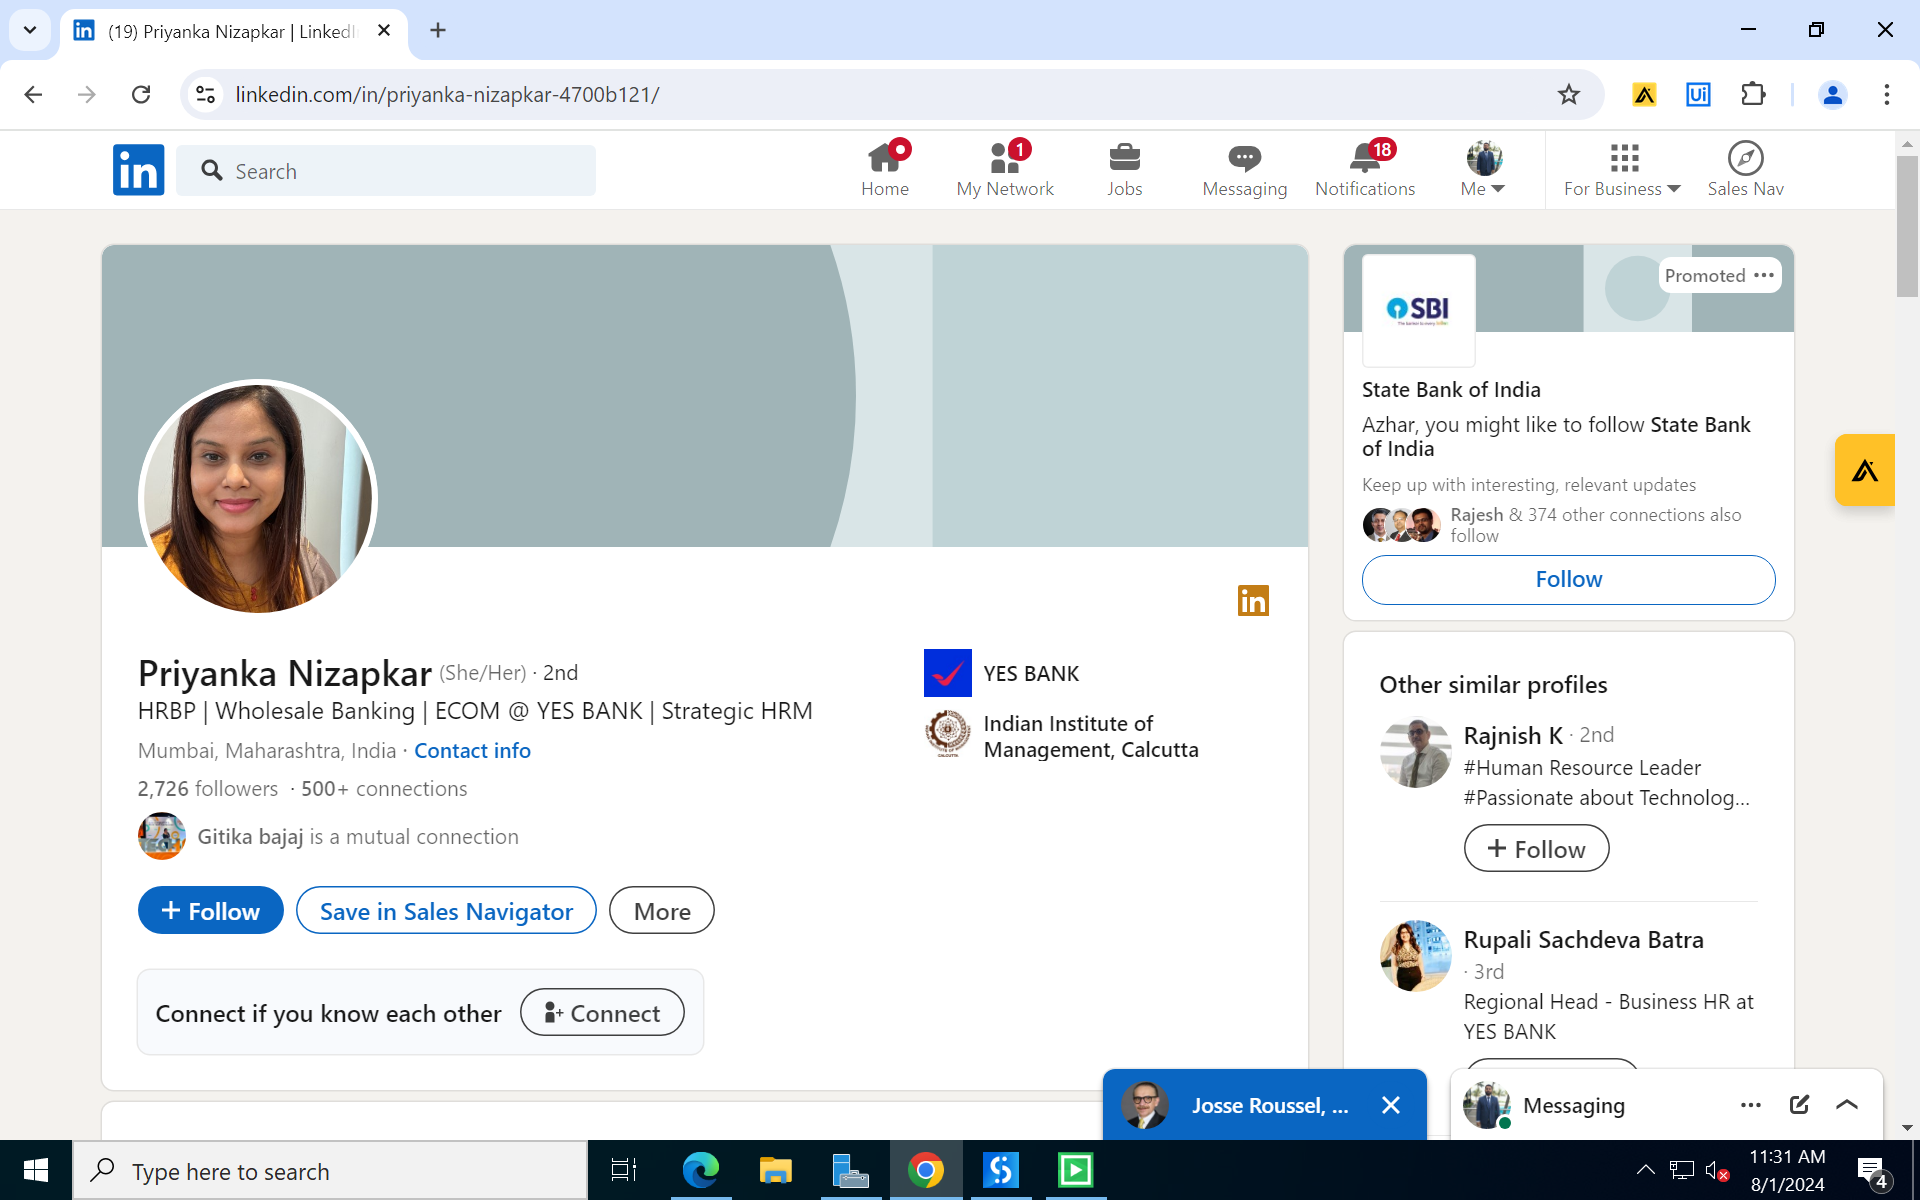 (19) Priyanka Nizapkar | LinkedI
linkedin.com/in/priyanka-nizapkar-4700b121/
Ui
in
Search
Home
1
My Network
Jobs
Messaging
18
Notifications
Me
For Business
Sales Nav
in
Priyanka Nizapkar (She/Her) · 2nd
HRBP | Wholesale Banking | ECOM @ YES BANK | Strategic HRM
Mumbai, Maharashtra, India · Contact info
2,726 followers · 500+ connections
Gitika bajaj is a mutual connection
+ Follow
Save in Sales Navigator
More
Connect if you know each other
Connect
YES BANK
Indian Institute of
Management, Calcutta
Promoted
SBI
State Bank of India
Azhar, you might like to follow State Bank
of India
Keep up with interesting, relevant updates
Rajesh & 374 other connections also
follow
Follow
Other similar profiles
Rajnish K · 2nd
#Human Resource Leader
#Passionate about Technolog...
+ Follow
Rupali Sachdeva Batra
· 3rd
Regional Head - Business HR at
YES BANK
Josse Roussel, ...
Messaging
Type here to search
11:31 AM
8/1/2024
4